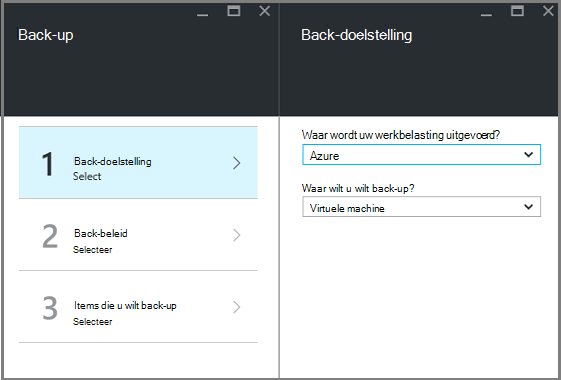 Back-up
1
Back-doelstelling
Select
2
Back-beleid
Selecteer
3
Items die u wilt back-up
Selecteer
Back-doelstelling
Waar wordt uw werkbelasting uitgevoerd?
Azure
Waar wilt u wilt back-up?
Virtuele machine